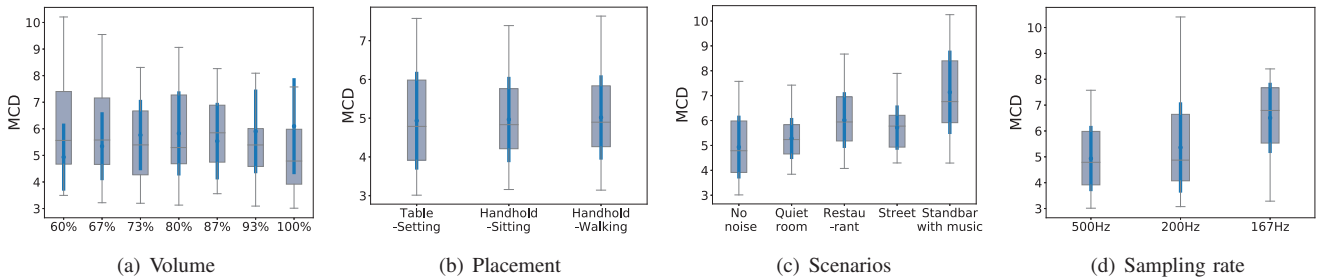 MCD
10
9
8
7
6
5
4
3
60% 67% 73% 80% 87% 93% 100%
(a) Volume
MCD
7
6
5
4
3
Table Handhold Handhold
-Setting -Sitting -Walking
(b) Placement
MCD
10
9
8
7
6
5
4
3
No Quiet Restau Street Standbar
noise room -rant with music
(c) Scenarios
MCD
10
9
8
7
6
5
4
3
500Hz 200Hz 167Hz
(d) Sampling rate